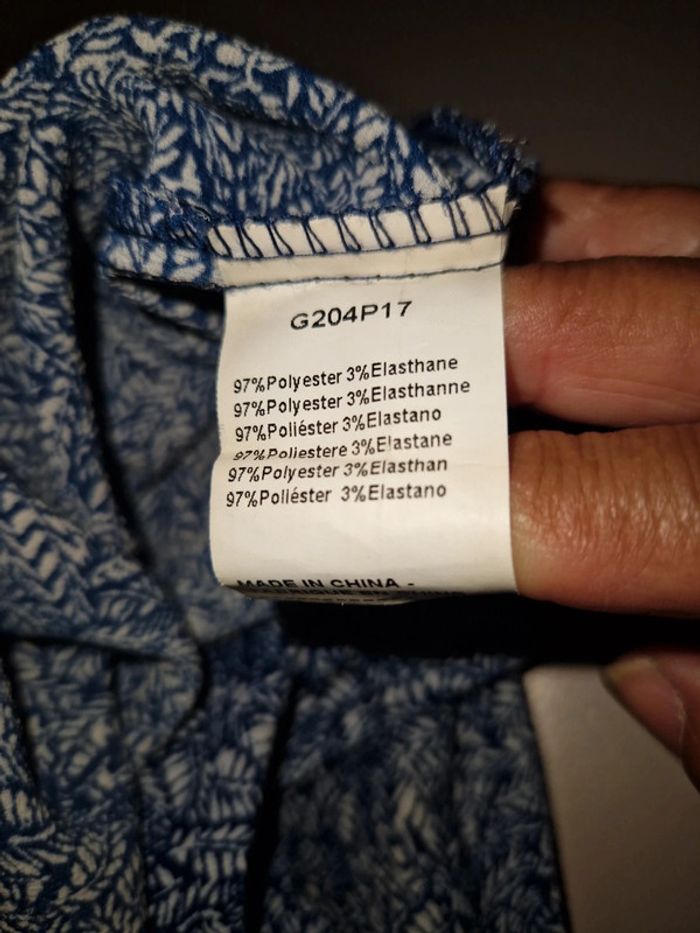 G204P17
97%Polyester 3%Elasthane
97%Polyester 3%Elasthanne
97%Poliéster 3%Elastano
97%Poliestere 3%Elastane
97%Polyester 3%Elasthan
97%Poliéster 3%Elastano
MADE IN CHINA -